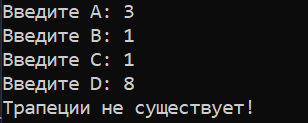 Введите A: 3
Введите B: 1
Введите C: 1
Введите D: 8
Трапеции не существует!